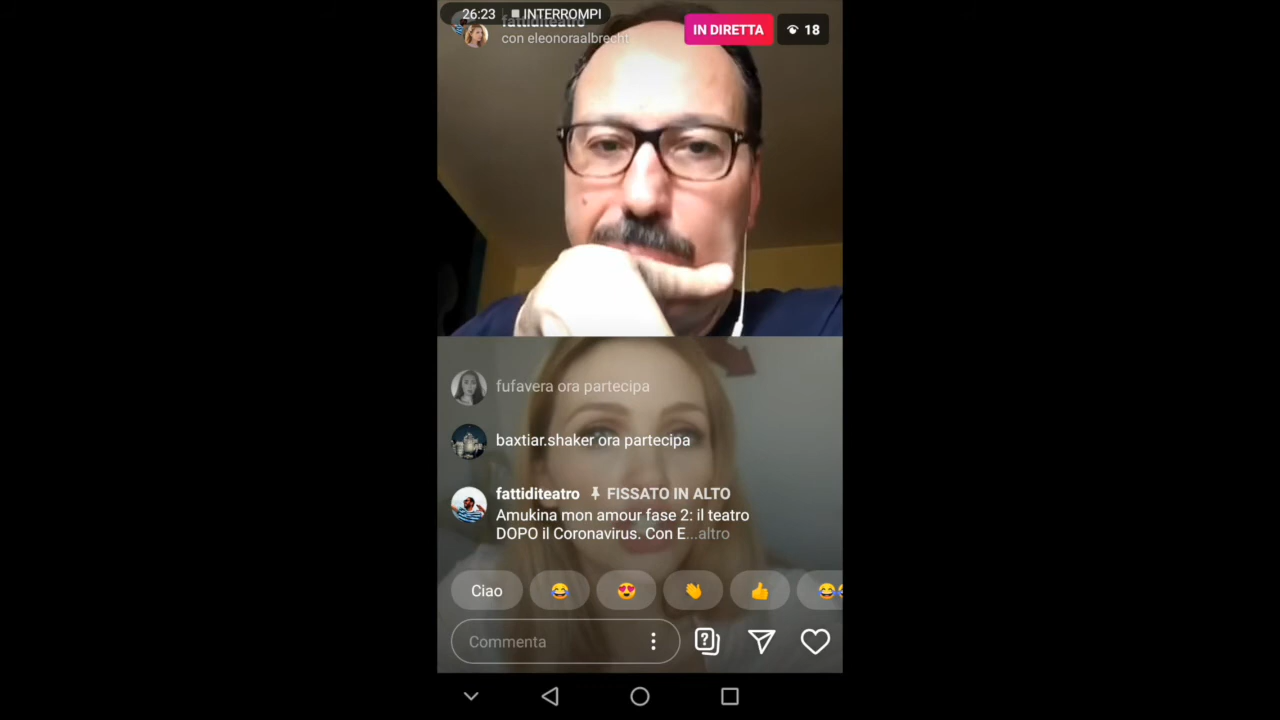 26:23 INTERROMPI
fattiditeatro
con eleonoraalbrecht
IN DIRETTA
18
fufavera ora partecipa
baxtiar.shaker ora partecipa
fattiditeatro FISSATO IN ALTO
Amukina mon amour fase 2: il teatro
DOPO il Coronavirus. Con E...altro
Ciao
Commenta